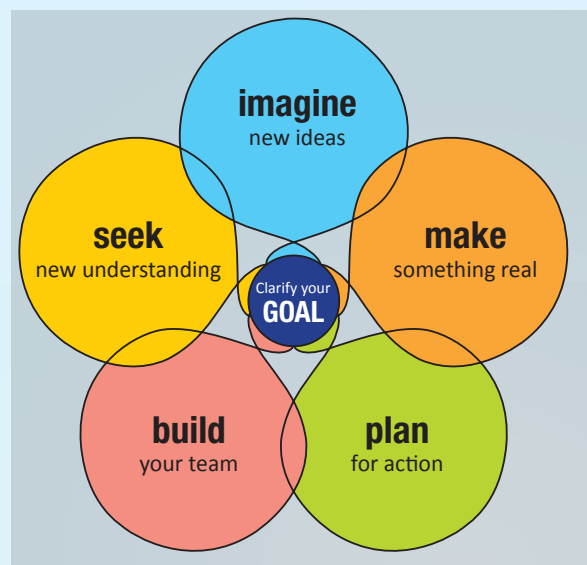 imagine
new ideas
seek
new understanding
make
something real
Clarify your
GOAL
build
your team
plan
for action